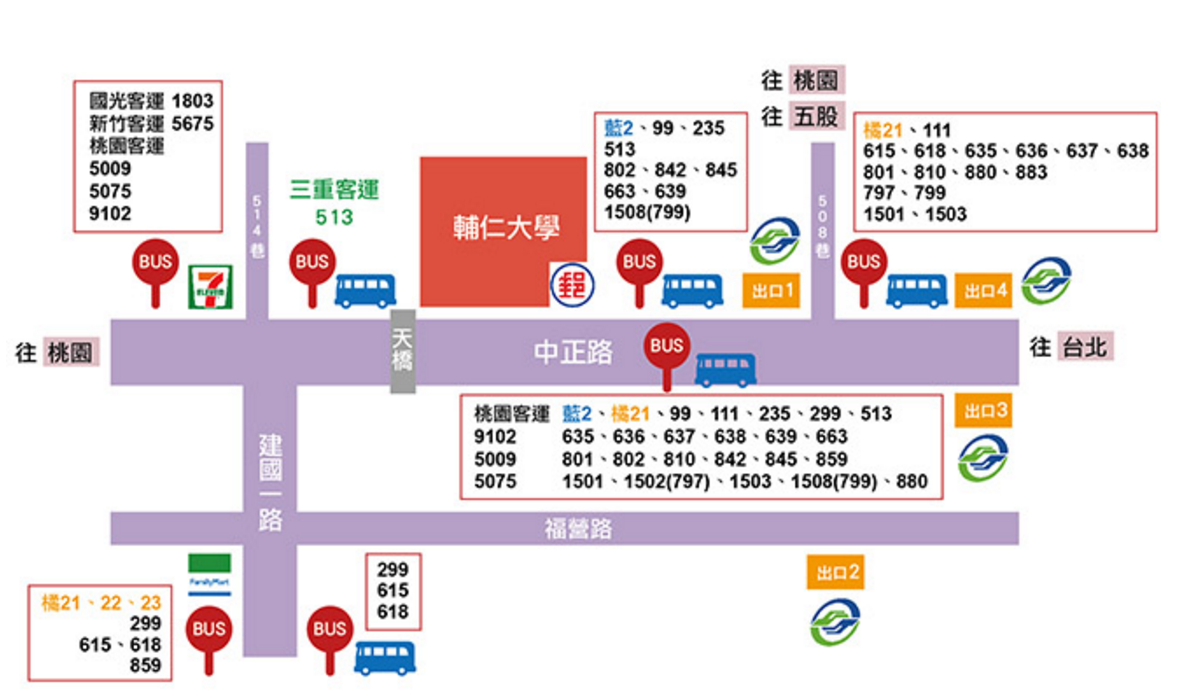 往 桃園
往 五股
國光客運 1803
新竹客運 5675
桃園客運
5009
5075
9102
514巷
三重客運
513
輔仁大學
郵
藍2、99、235
513
802、842、845
663、639
1508(799)
508巷
橘21、111
615、618、635、636、637、638
801、810、880、883
797、799
1501、1503
BUS
7
ELEVEN
BUS
BUS
出口1
BUS
出口4
往 桃園
天橋
中正路
BUS
往 台北
桃園客運 藍2、橘21、99、111、235、299、513
9102 635、636、637、638、639、663
5009 801、802、810、842、845、859
5075 1501、1502(797)、1503、1508(799)、880
出口3
建國一路
福營路
FamilyMart
出口2
橘21、22、23
299
615、618
859
BUS
BUS
299
615
618